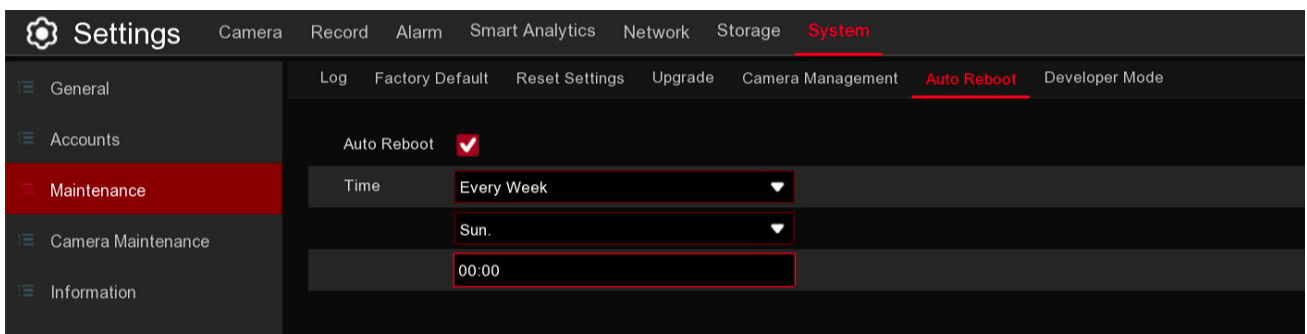 Settings Camera Record Alarm Smart Analytics Network Storage System
General
Accounts
Maintenance
Camera Maintenance
Information
Log Factory Default Reset Settings Upgrade Camera Management Auto Reboot Developer Mode
Auto Reboot
Time Every Week
Sun.
00:00